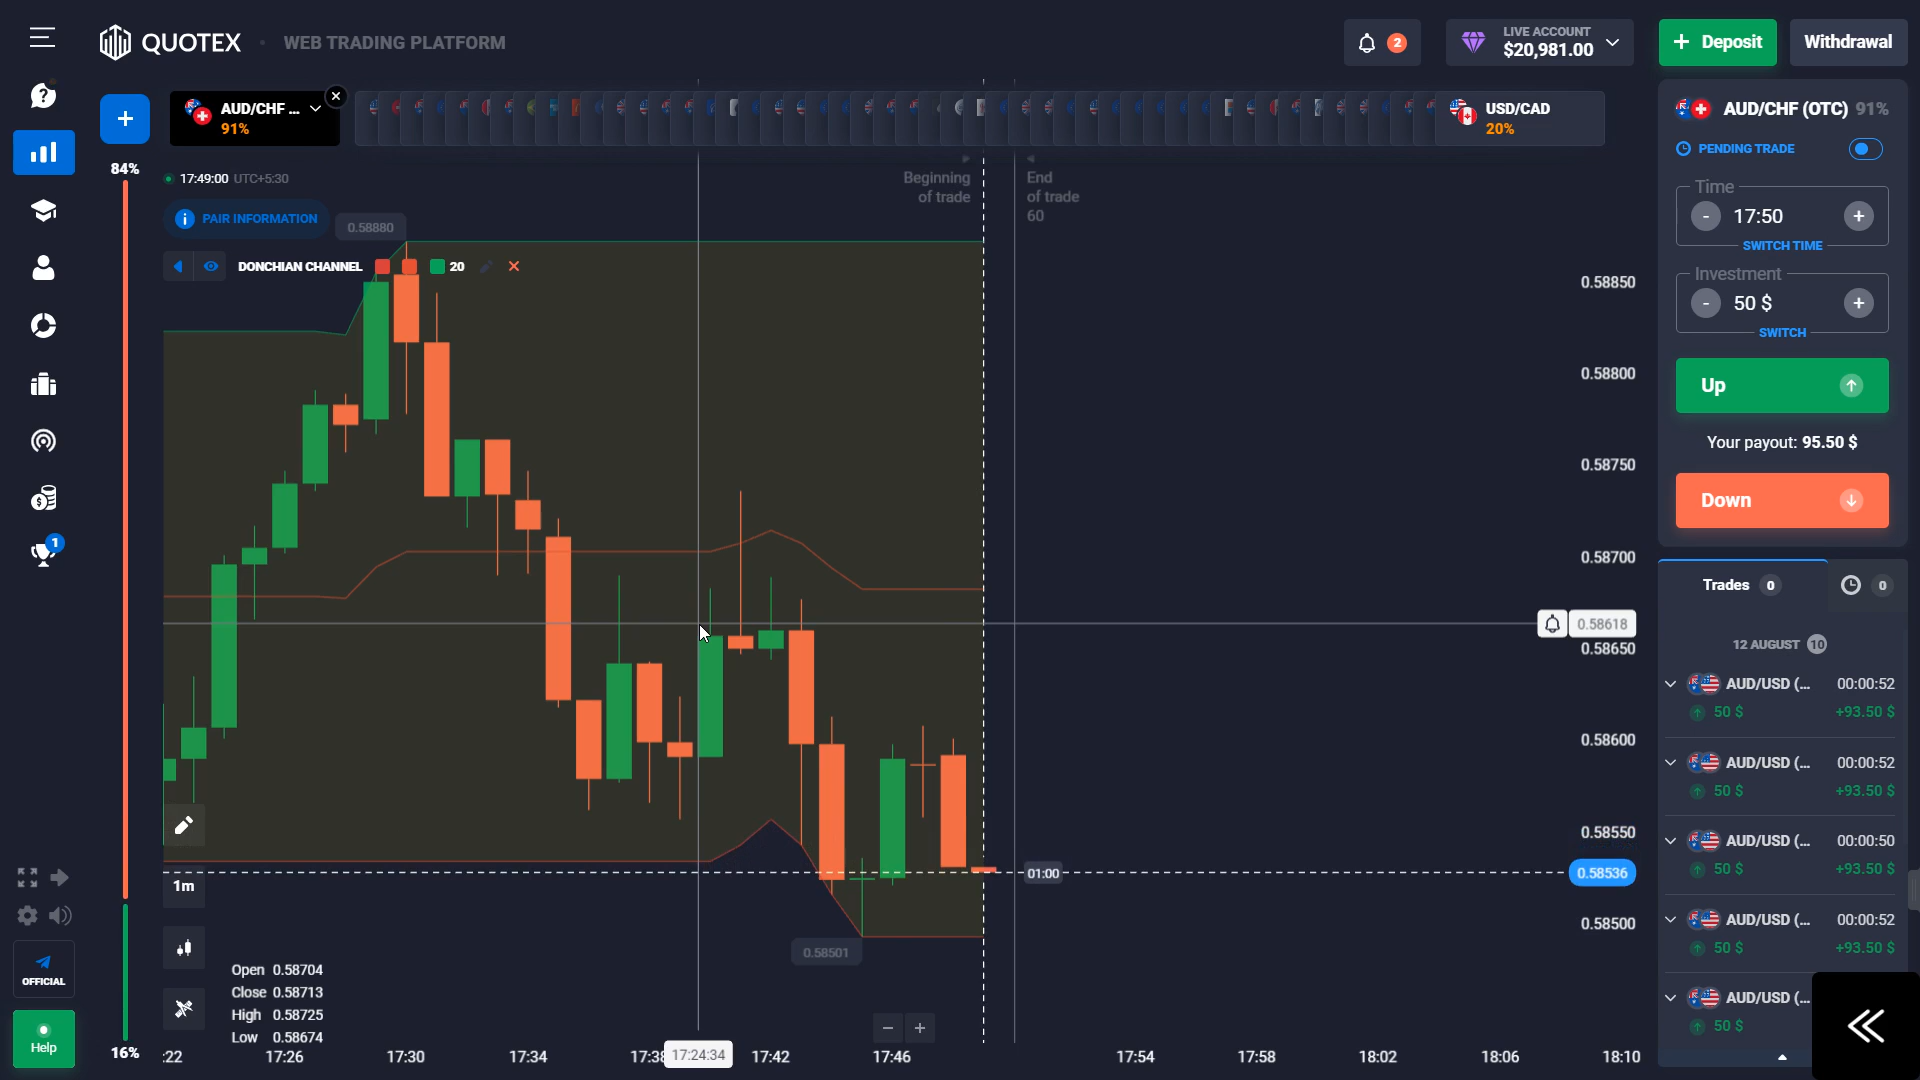 QUOTEX
WEB TRADING PLATFORM
2
LIVE ACCOUNT
$20,981.00
Deposit
Withdrawal
AUD/CHF ...
91%
USD/CAD
20%
AUD/CHF (OTC) 91%
84%
17:49:00 UTC+5:30
Beginning
of trade
End
of trade
60
PENDING TRADE
PAIR INFORMATION
0.58880
DONCHIAN CHANNEL
20
Time
17:50
SWITCH TIME
Investment
50 $
SWITCH
Up
Your payout: 95.50 $
Down
0.58850
0.58800
0.58750
0.58700
0.58618
0.58650
0.58600
0.58550
0.58536
0.58500
1
Trades 0
0
12 AUGUST 10
AUD/USD (... 00:00:52
50 $ +93.50 $
AUD/USD (... 00:00:52
50 $ +93.50 $
AUD/USD (... 00:00:50
50 $ +93.50 $
AUD/USD (... 00:00:52
50 $ +93.50 $
AUD/USD (...
50 $
01:00
1m
0.58501
Open 0.58704
Close 0.58713
High 0.58725
Low 0.58674
OFFICIAL
Help
16%
:22 17:26 17:30 17:34 17:38 17:24:34 17:42 17:46 17:54 17:58 18:02 18:06 18:10